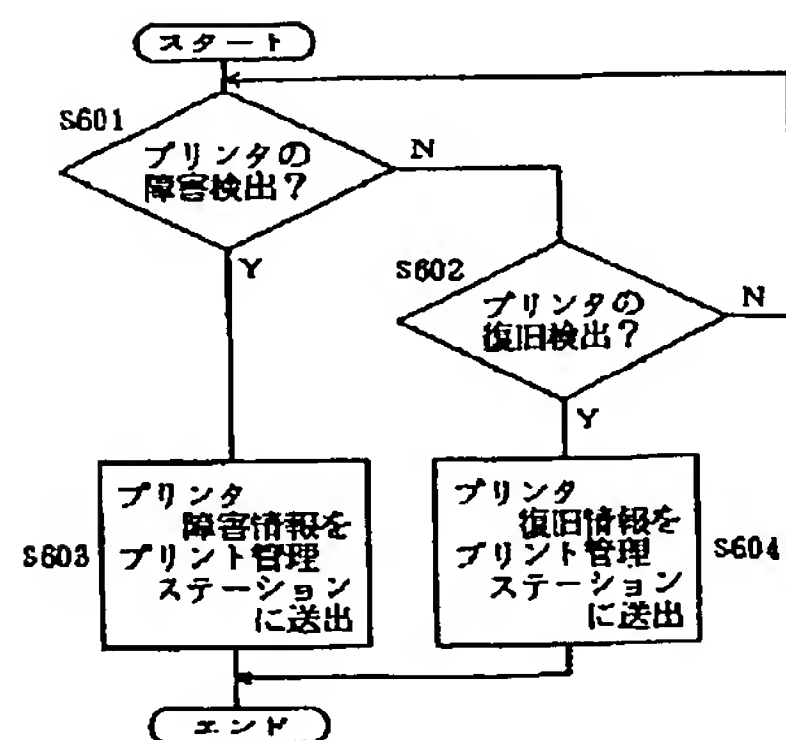 スタート
S601
プリンタの
障害検出?
N
Y
S602
プリンタの
復旧検出?
N
Y
S603
プリンタ
障害情報を
プリント管理
ステーション
に送出
プリンタ
復旧情報を
プリント管理
ステーション
に送出
S604
エンド